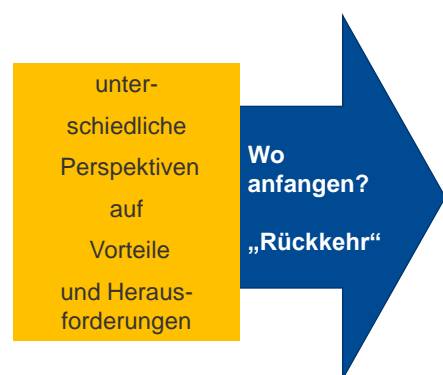 unter-
schiedliche
Perspektiven
auf
Vorteile
und Heraus-
forderungen
Wo
anfangen?
„Rückkehr“